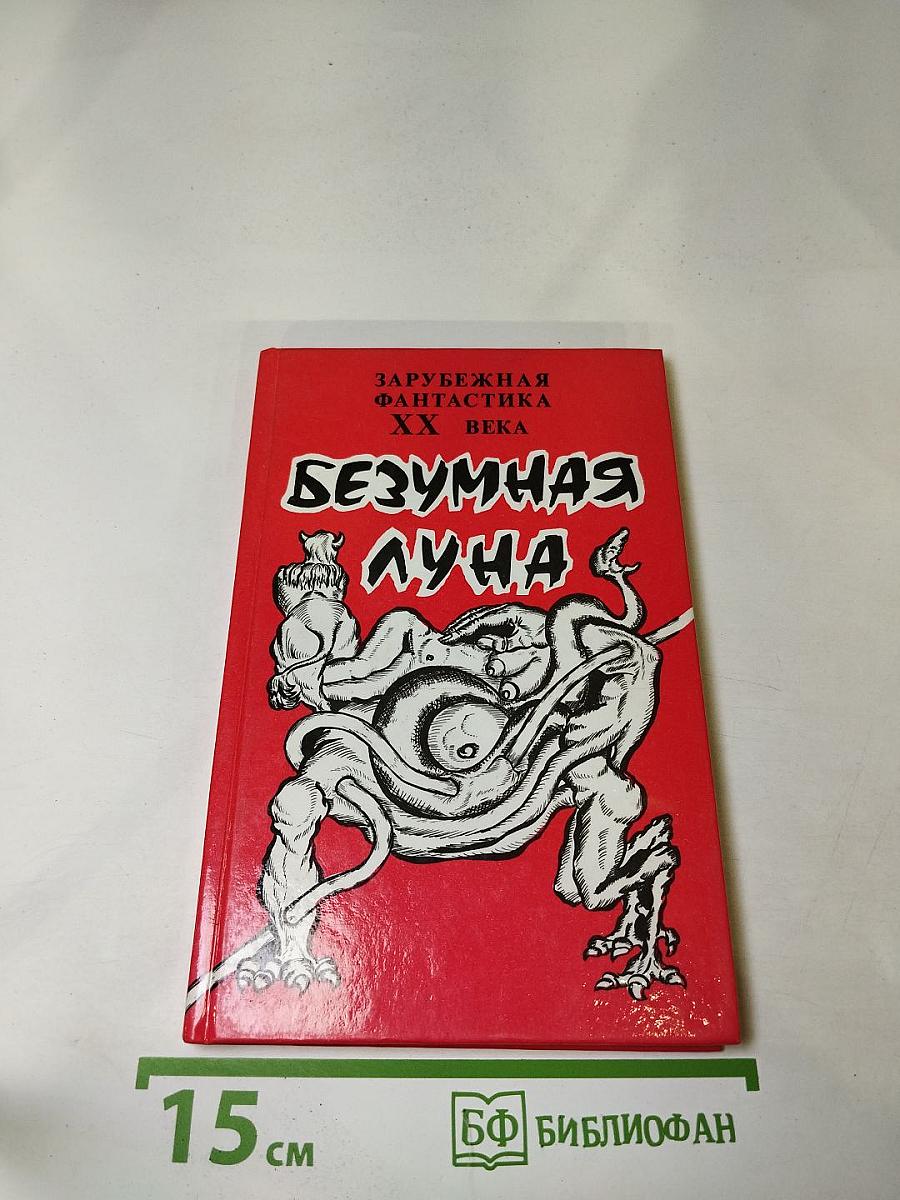 ЗАРУБЕЖНАЯ
ФАНТАСТИКА
XX ВЕКА
БЕЗУМНАЯ
ЛУНА
15 см
БФ БИБЛИОФАН